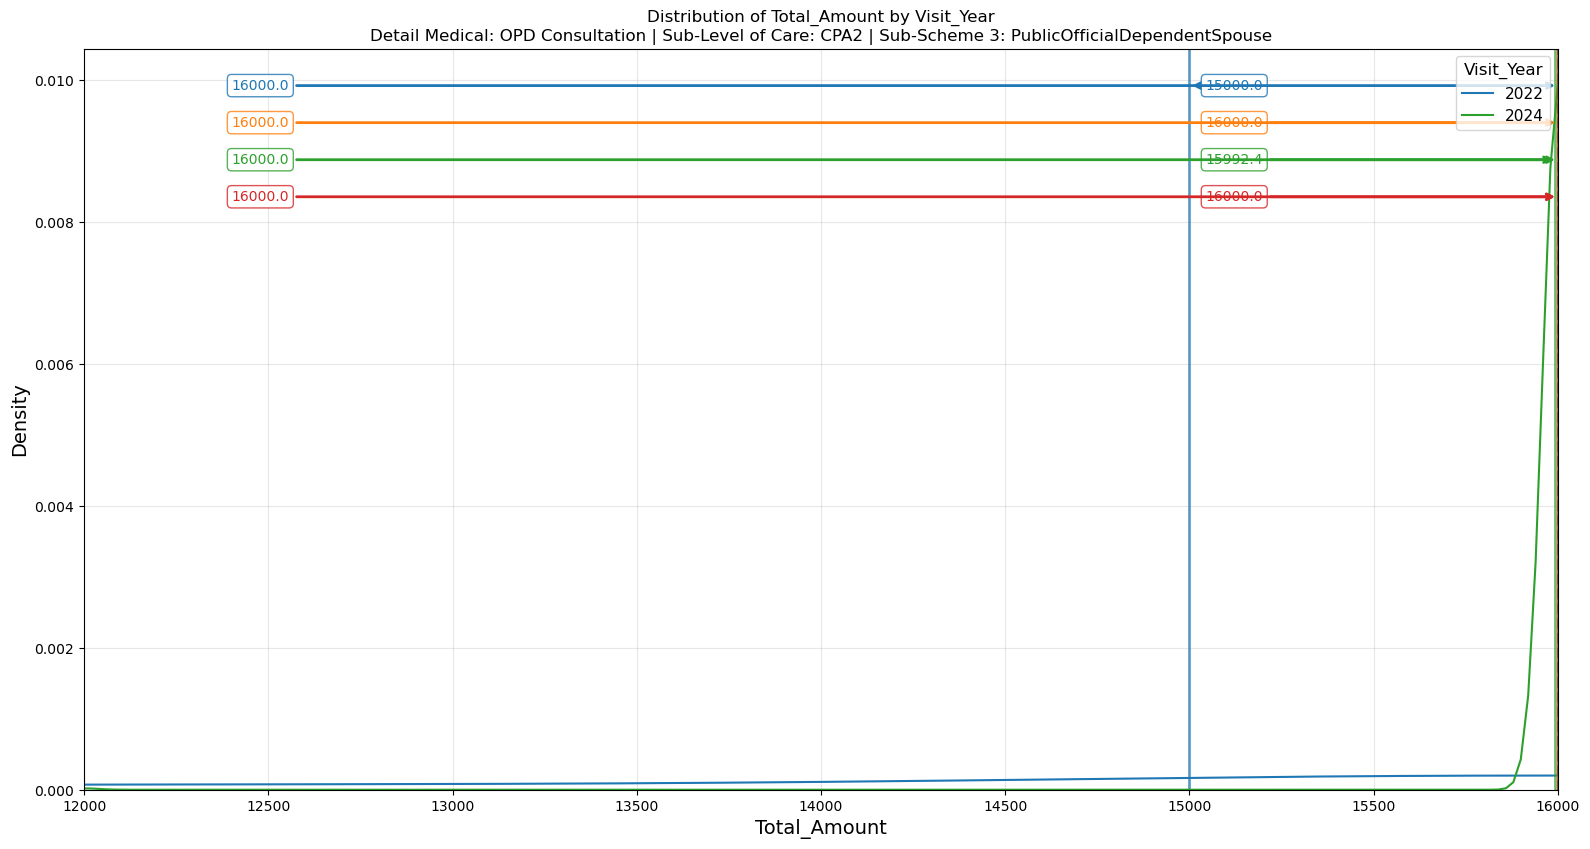 Distribution of Total_Amount by Visit_Year
Detail Medical: OPD Consultation | Sub-Level of Care: CPA2 | Sub-Scheme 3: PublicOfficialDependentSpouse
Visit_Year
2022
2024
16000.0 15000.0
16000.0 16000.0
16000.0 15992.4
16000.0 16000.0
0.010
0.008
0.006
0.004
0.002
0.000
Density
12000 12500 13000 13500 14000 14500 15000 15500 16000
Total_Amount